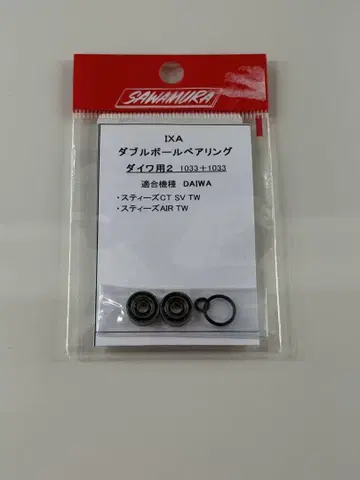 SAWAMURA
IXA
ダブルボールベアリング
ダイワ用2 1033+1033
適合機種 DAIWA
・スティーズCT SV TW
・スティーズAIR TW